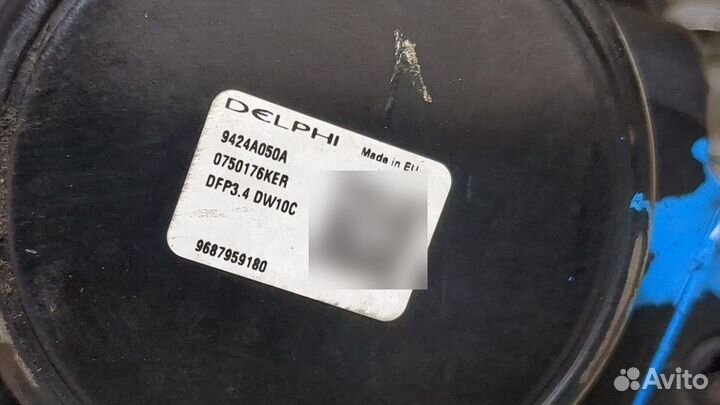 DELPHI
Made in EU
9424A050A
0750176KER
DFP3.4 DW10C
9687959180
Avito